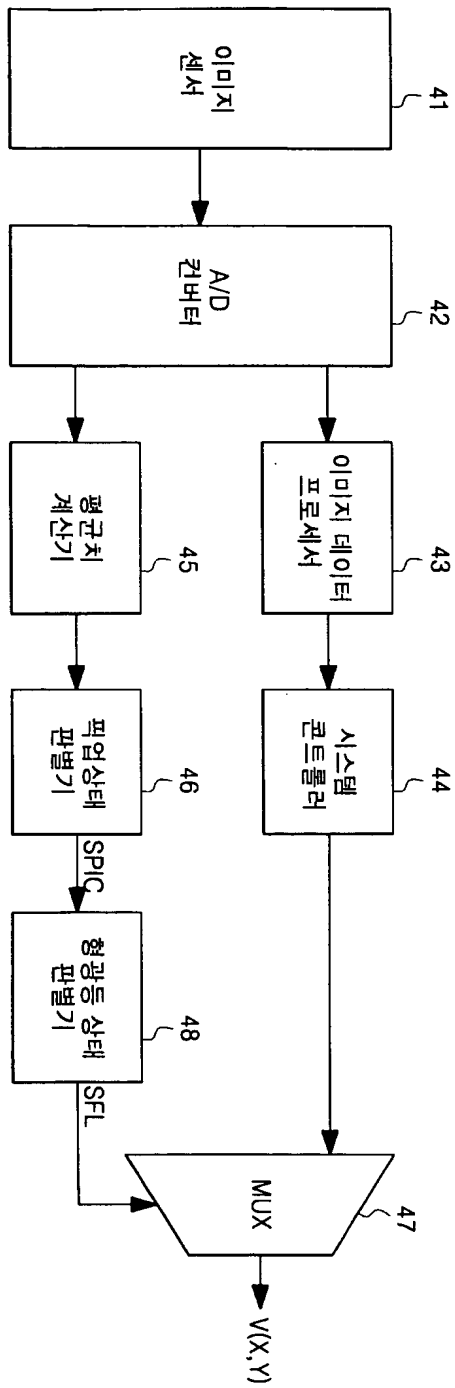 41
이미지
센서
42
A/D
컨버터
43
이미지 데이터
프로세서
44
시스템
콘트롤러
45
평균치
계산기
46
픽업상태
판별기
SPIC
48
형광등 상태
판별기
SFL
47
MUX
V(X,Y)